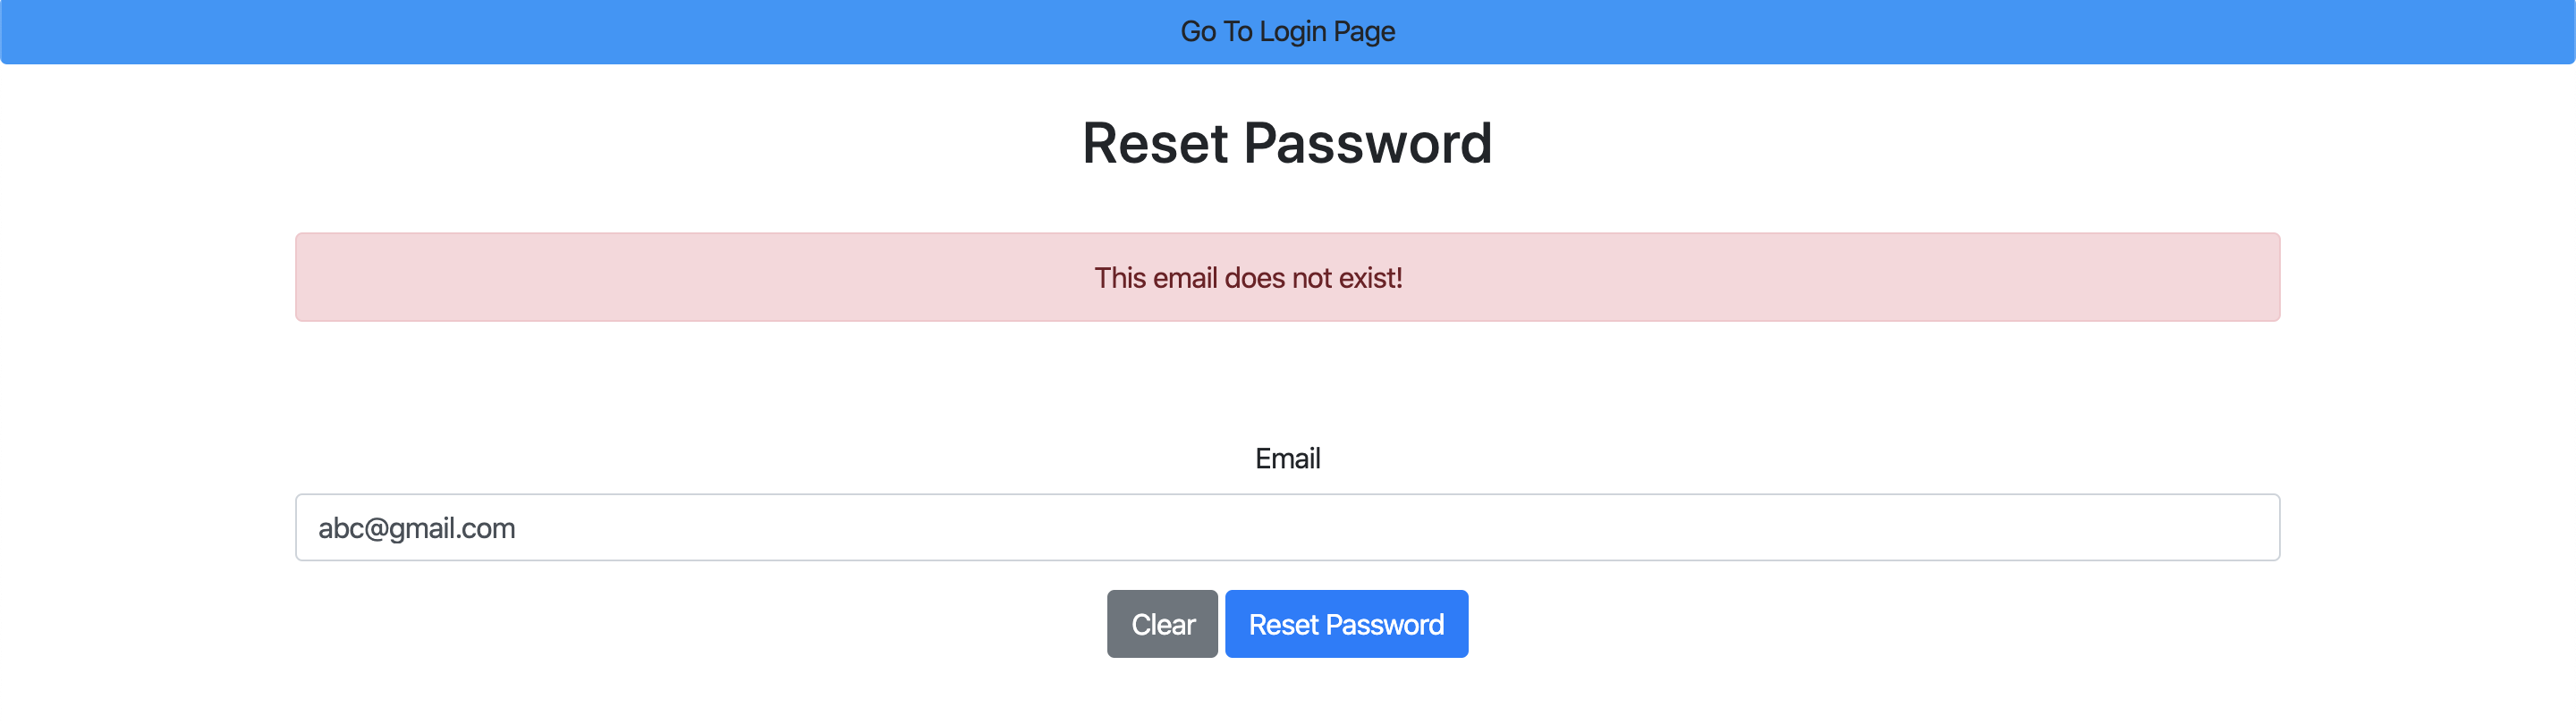 Go To Login Page
Reset Password
This email does not exist!
Email
abc@gmail.com
Clear Reset Password